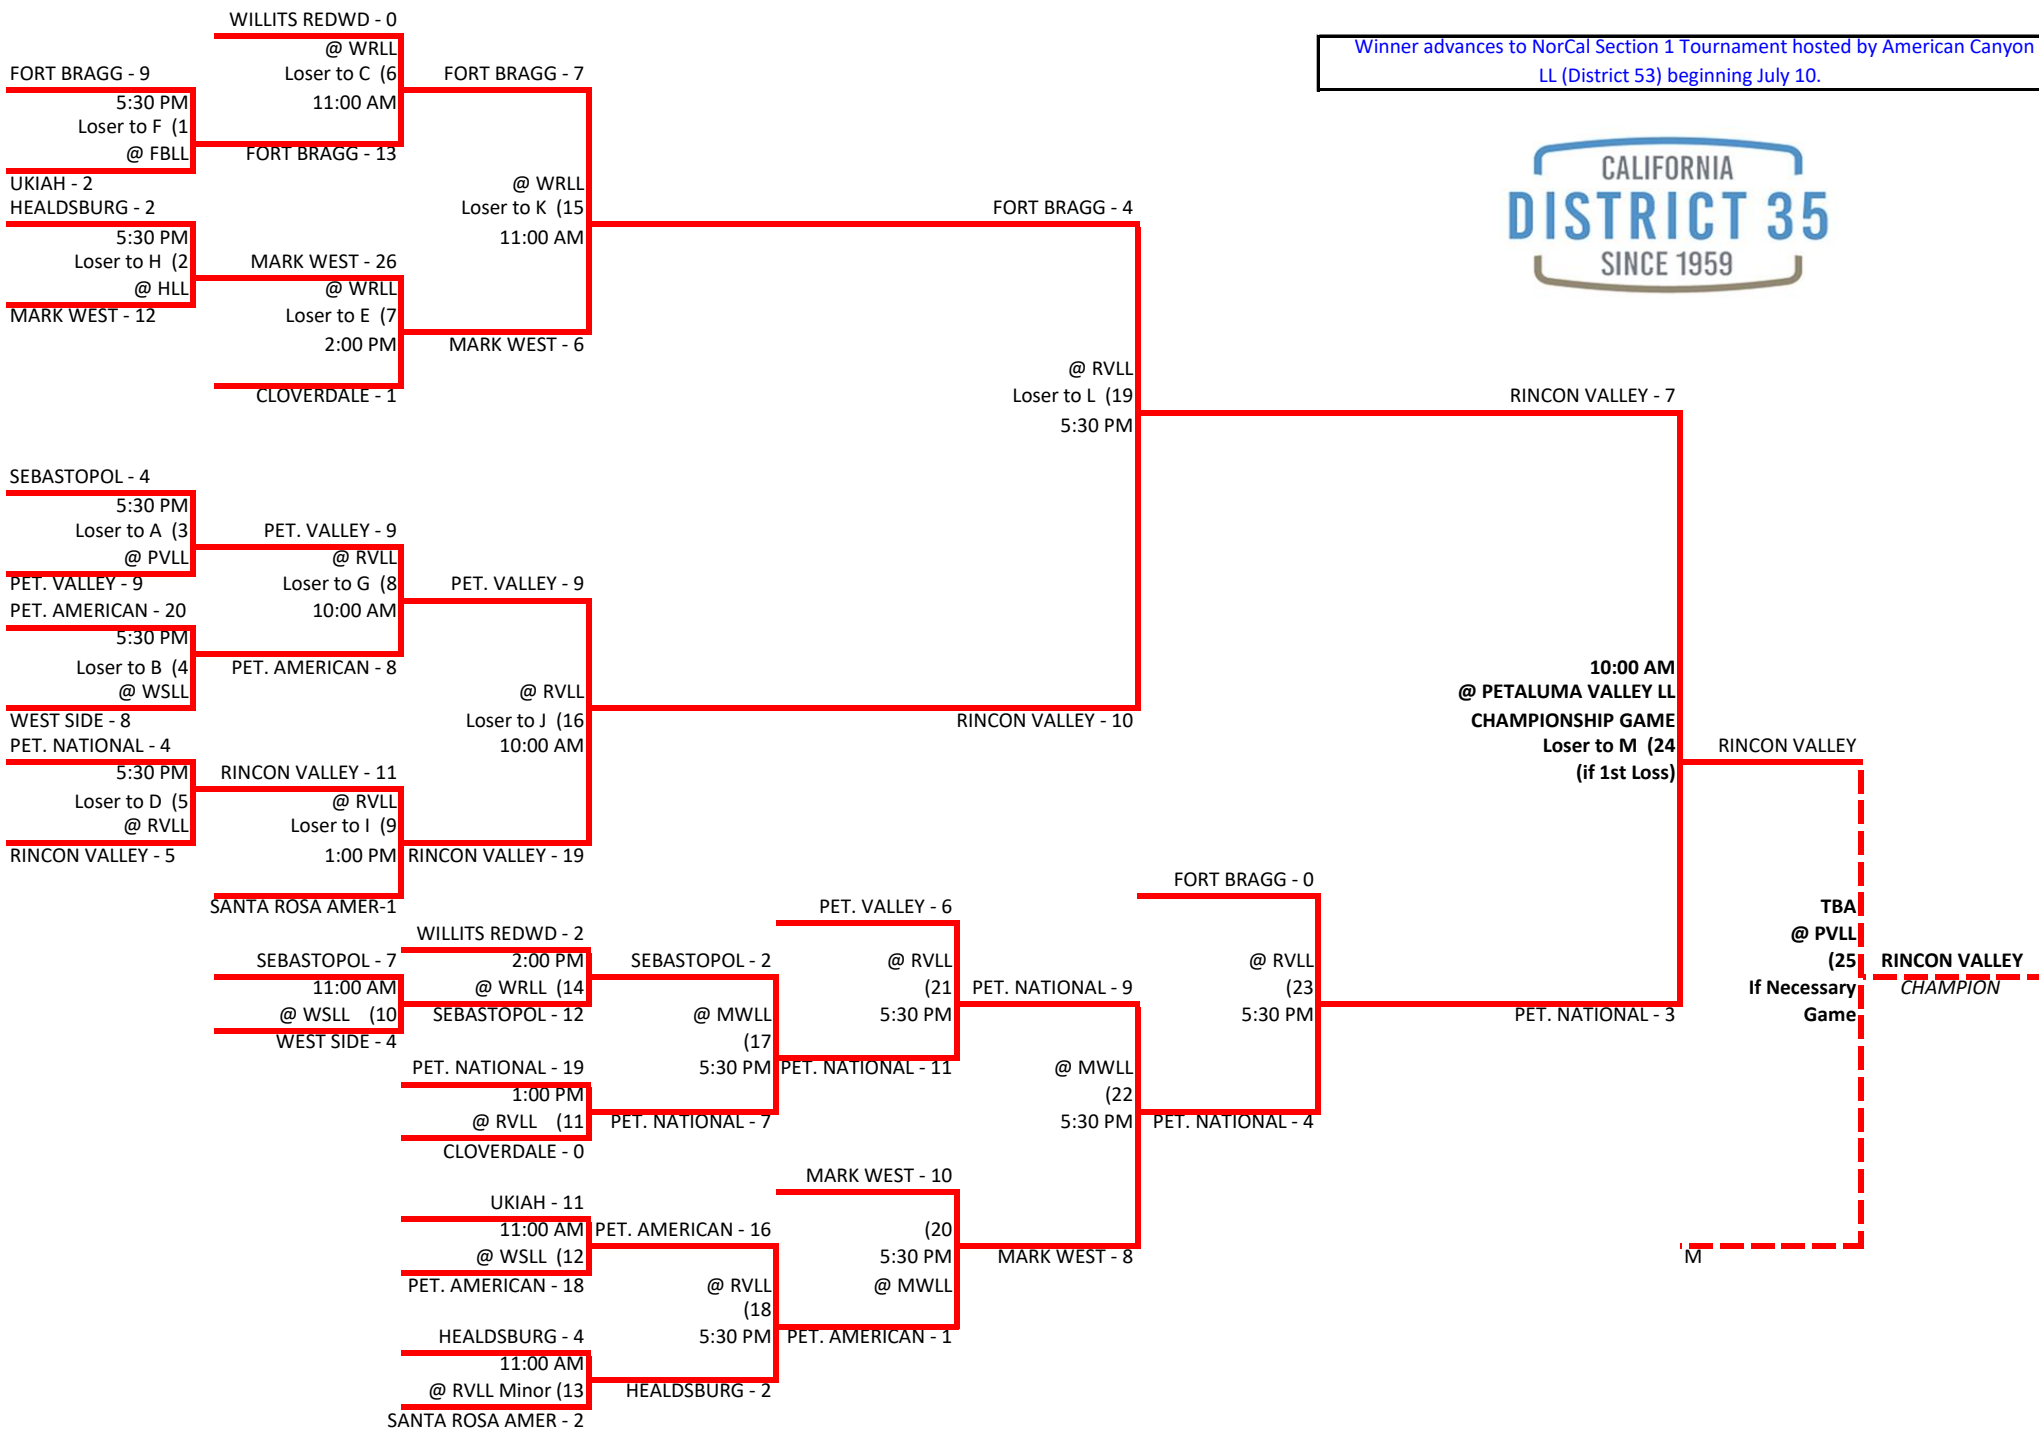 WILLITS REDWD - 0
@ WRLL
Loser to C  (6
11:00 AM
FORT BRAGG - 9
5:30 PM
Loser to F  (1
@ FBLL
UKIAH - 2
FORT BRAGG - 13
FORT BRAGG - 7
HEALDSBURG - 2
5:30 PM
Loser to H  (2
@ HLL
MARK WEST - 12
MARK WEST - 26
@ WRLL
Loser to E  (7
2:00 PM
CLOVERDALE - 1
@ WRLL
Loser to K  (15
11:00 AM
MARK WEST - 6
FORT BRAGG - 4
Winner advances to NorCal Section 1 Tournament hosted by American Canyon
LL (District 53) beginning July 10.
CALIFORNIA
DISTRICT 35
SINCE 1959
@ RVLL
Loser to L  (19
5:30 PM
RINCON VALLEY - 7
SEBASTOPOL - 4
5:30 PM
Loser to A  (3
@ PVLL
PET. VALLEY - 9
PET. AMERICAN - 20
5:30 PM
Loser to B  (4
@ WSLL
WEST SIDE - 8
PET. NATIONAL - 4
5:30 PM
Loser to D  (5
@ RVLL
RINCON VALLEY - 5
PET. VALLEY - 9
@ RVLL
Loser to G  (8
10:00 AM
PET. AMERICAN - 8
RINCON VALLEY - 11
@ RVLL
Loser to I  (9
1:00 PM
SANTA ROSA AMER-1
PET. VALLEY - 9
@ RVLL
Loser to J  (16
10:00 AM
RINCON VALLEY - 19
RINCON VALLEY - 10
10:00 AM
@ PETALUMA VALLEY LL
CHAMPIONSHIP GAME
Loser to M  (24
(if 1st Loss)
RINCON VALLEY
SEBASTOPOL - 7
11:00 AM
@ WSLL    (10
WEST SIDE - 4
WILLITS REDWD - 2
2:00 PM
@ WRLL  (14
SEBASTOPOL - 12
PET. NATIONAL - 19
1:00 PM
@ RVLL    (11
CLOVERDALE - 0
UKIAH - 11
11:00 AM
@ WSLL  (12
PET. AMERICAN - 18
HEALDSBURG - 4
11:00 AM
@ RVLL Minor (13
SANTA ROSA AMER - 2
SEBASTOPOL - 2
@ MWLL
(17
5:30 PM
PET. NATIONAL - 7
PET. AMERICAN - 16
@ RVLL
(18
5:30 PM
HEALDSBURG - 2
PET. VALLEY - 6
@ RVLL
(21
5:30 PM
PET. NATIONAL - 11
MARK WEST - 10
(20
5:30 PM
@ MWLL
PET. AMERICAN - 1
PET. NATIONAL - 9
@ MWLL
(22
5:30 PM
MARK WEST - 8
FORT BRAGG - 0
@ RVLL
(23
5:30 PM
PET. NATIONAL - 4
PET. NATIONAL - 3
TBA
@ PVLL
(25
If Necessary
Game
RINCON VALLEY
CHAMPION
M